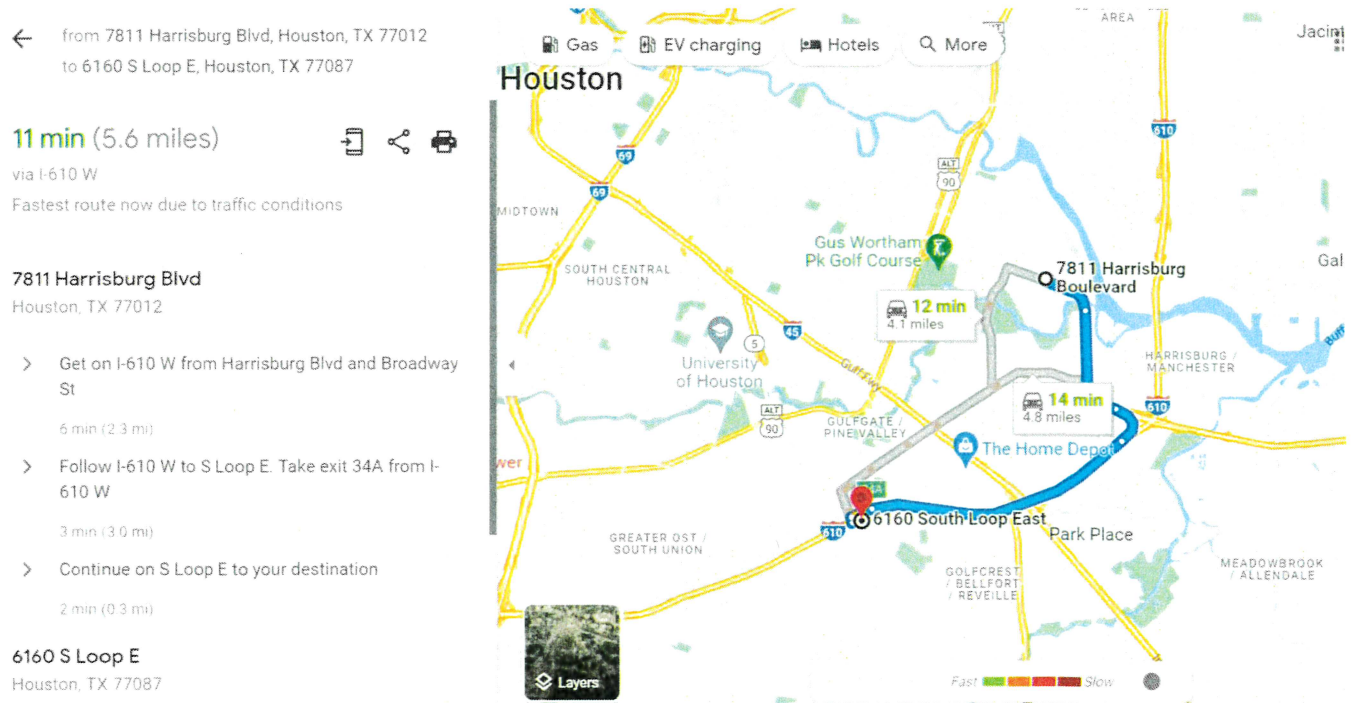 from 7811 Harrisburg Blvd, Houston, TX 77012
to 6160 S Loop E, Houston, TX 77087
11 min (5.6 miles)
via I-610 W
Fastest route now due to traffic conditions
7811 Harrisburg Blvd
Houston, TX 77012
Get on I-610 W from Harrisburg Blvd and Broadway
St
6 min (2.3 mi)
Follow I-610 W to S Loop E. Take exit 34A from I-
610 W
3 min (3.0 mi)
Continue on S Loop E to your destination
2 min (0.3 mi)
6160 S Loop E
Houston, TX 77087
Gas
EV charging
Hotels
More
Houston
AREA
Jacint
610
69
ALT
90
69
MIDTOWN
Gus Wortham
Pk Golf Course
SOUTH CENTRAL
HOUSTON
7811 Harrisburg
Boulevard
Gal
12 min
4.1 miles
45
5
University
of Houston
Gulf Fwy
HARRISBURG /
MANCHESTER
Buff
14 min
4.8 miles
610
ALT
90
GULFGATE /
PINE VALLEY
The Home Depot
wer
6160 South Loop East
610
Park Place
GREATER OST /
SOUTH UNION
GOLFCREST
/ BELLFORT
/ REVEILLE
MEADOWBROOK
/ ALLENDALE
Layers
Fast
Slow